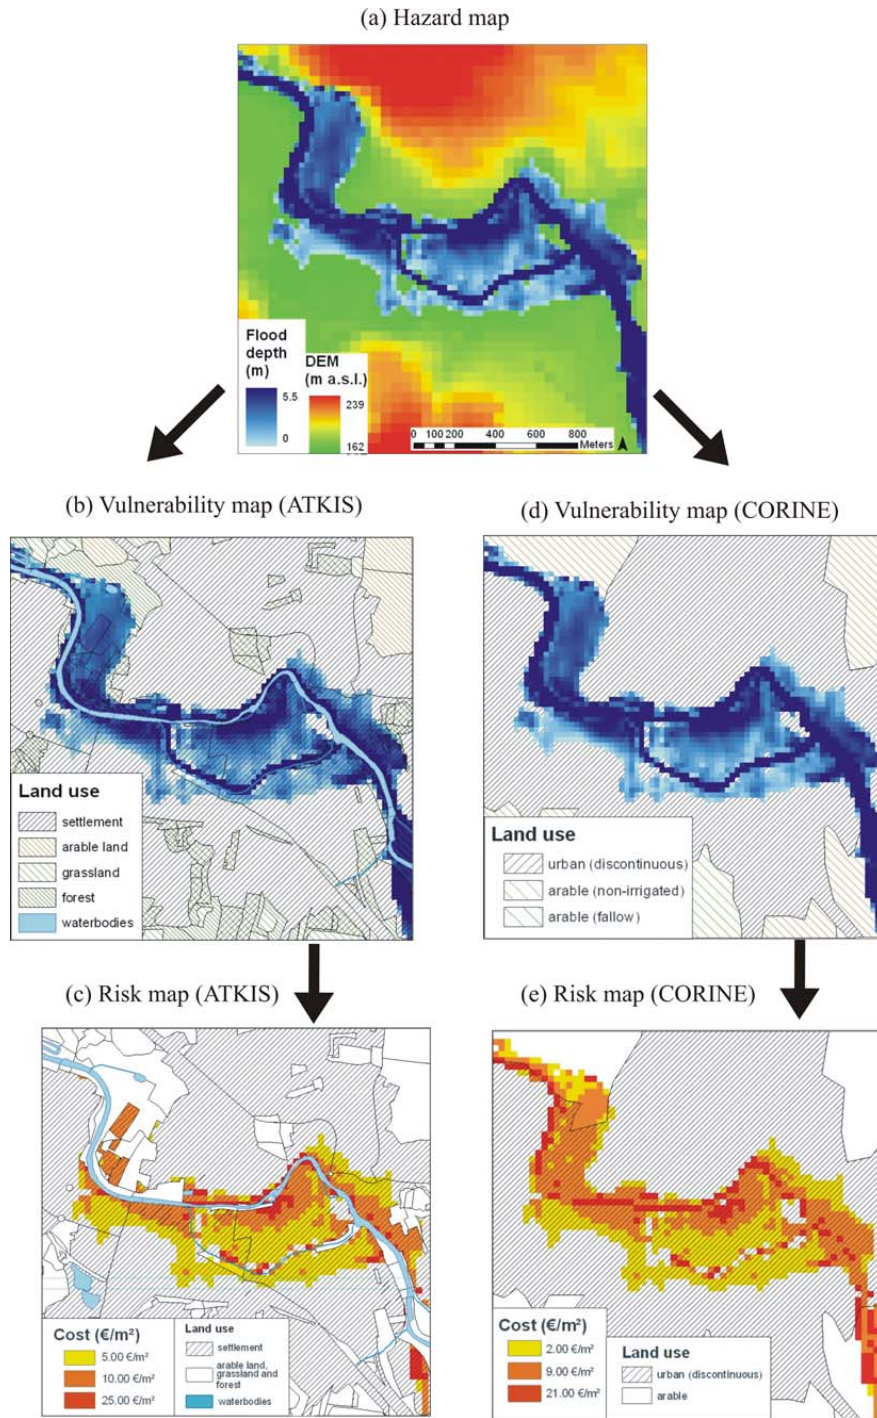 (a) Hazard map
Flood
depth
(m)
5.5
0
DEM
(m a.s.l.)
239
162
0 100 200 400 600 800
Meters
(b) Vulnerability map (ATKIS)
(d) Vulnerability map (CORINE)
Land use
settlement
arable land
grassland
forest
waterbodies
Land use
urban (discontinuous)
arable (non-irrigated)
arable (fallow)
(c) Risk map (ATKIS)
(e) Risk map (CORINE)
Cost (€/m²)
5.00 €/m²
10.00 €/m²
25.00 €/m²
Land use
settlement
arable land,
grassland and
forest
waterbodies
Cost (€/m²)
2.00 €/m²
9.00 €/m²
21.00 €/m²
Land use
urban (discontinuous)
arable